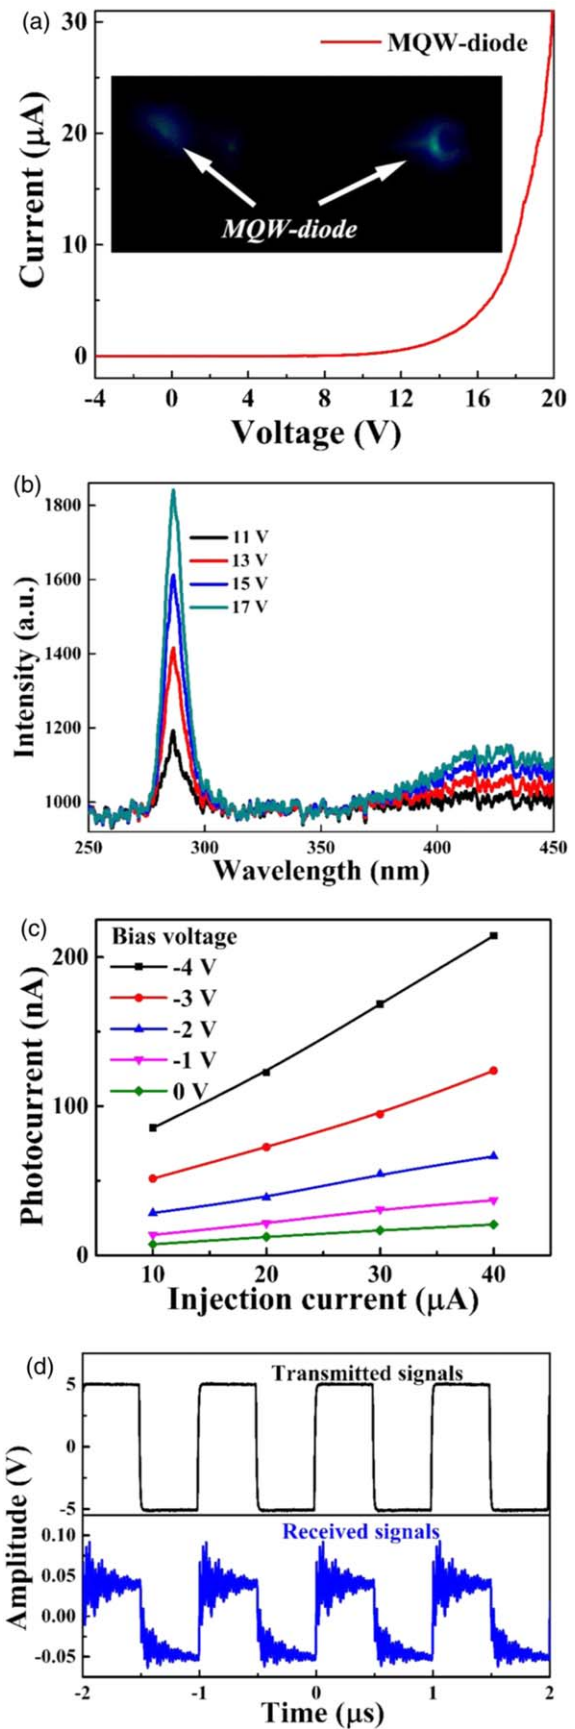 (a)
30
MQW-diode
20
MQW-diode
10
0
Current (μA)
-4 0 4 8 12 16 20
Voltage (V)
(b)
1800
11 V
13 V
15 V
17 V
1600
1400
1200
1000
Intensity (a.u.)
250 300 350 400 450
Wavelength (nm)
(c)
Bias voltage
200
-4 V
-3 V
-2 V
-1 V
0 V
100
0
Photocurrent (nA)
10 20 30 40
Injection current (μA)
(d)
Transmitted signals
5
0
-5
Received signals
0.10
0.05
0.00
-0.05
Amplitude (V)
-2 -1 0 1 2
Time (μs)